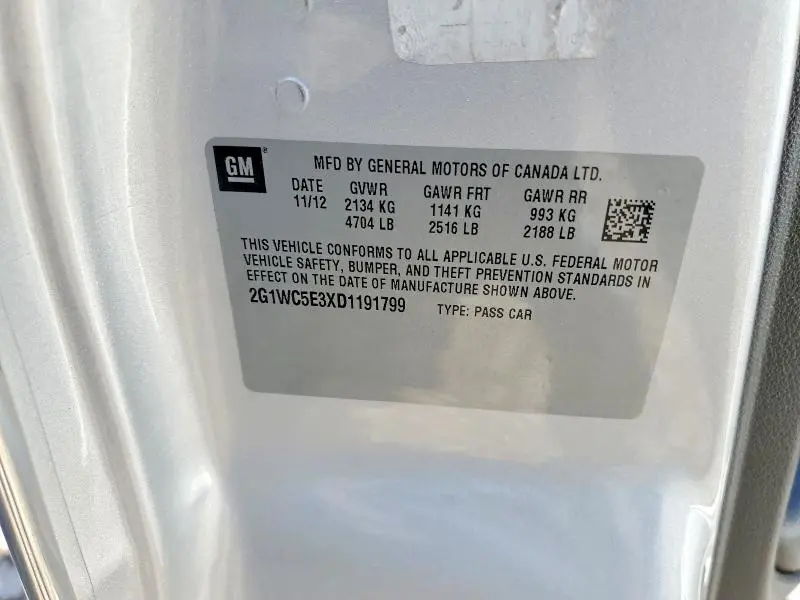 GM ® MFD BY GENERAL MOTORS OF CANADA LTD.
DATE GVWR GAWR FRT GAWR RR
11/12 2134 KG 1141 KG 993 KG
4704 LB 2516 LB 2188 LB
THIS VEHICLE CONFORMS TO ALL APPLICABLE U.S. FEDERAL MOTOR
VEHICLE SAFETY, BUMPER, AND THEFT PREVENTION STANDARDS IN
EFFECT ON THE DATE OF MANUFACTURE SHOWN ABOVE.
2G1WC5E3XD1191799 TYPE: PASS CAR